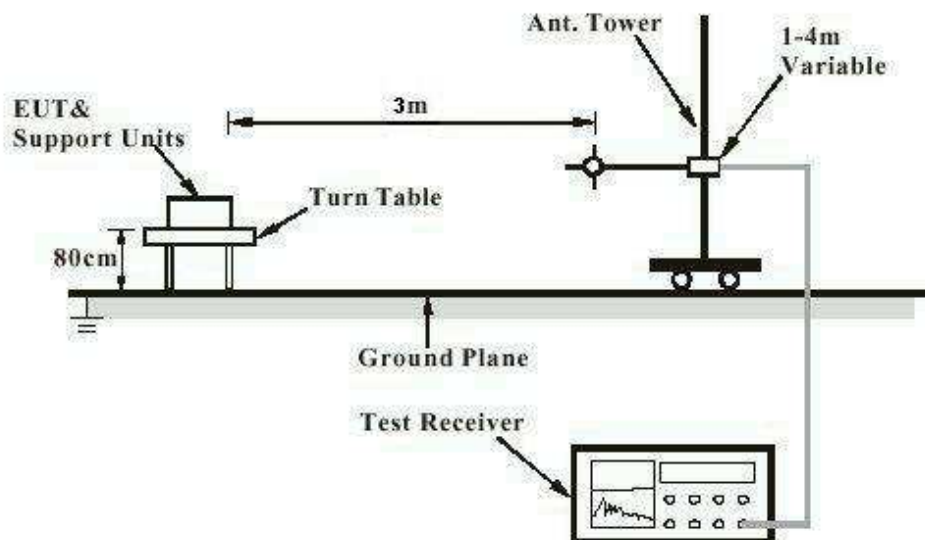 Ant. Tower
1-4m
Variable
3m
EUT&
Support Units
Turn Table
80cm
Ground Plane
Test Receiver